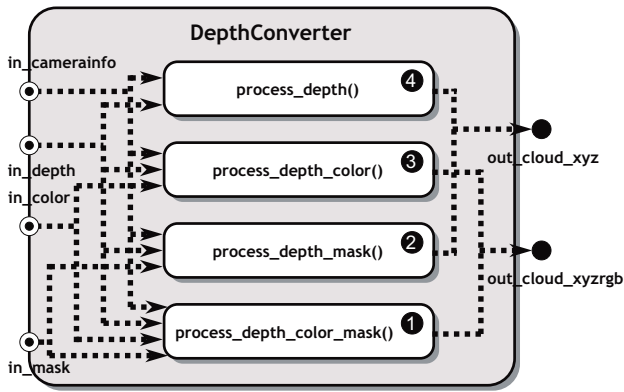 DepthConverter
in_camerainfo
process_depth()
4
out_cloud_xyz
in_depth
process_depth_color()
3
in_color
process_depth_mask()
2
out_cloud_xyzrgb
process_depth_color_mask()
1
in_mask